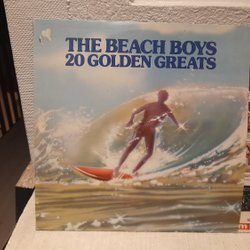 THE BEACH BOYS
20 GOLDEN GREATS